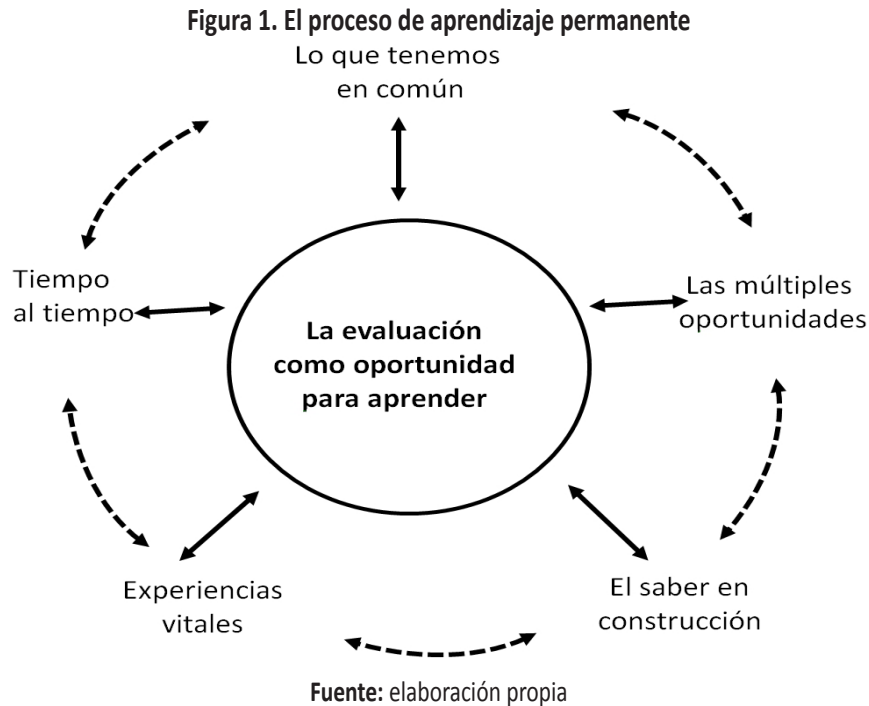 Figura 1. El proceso de aprendizaje permanente
Lo que tenemos
en común
Tiempo
al tiempo
Las múltiples
oportunidades
La evaluación
como oportunidad
para aprender
Experiencias
vitales
El saber en
construcción
Fuente: elaboración propia